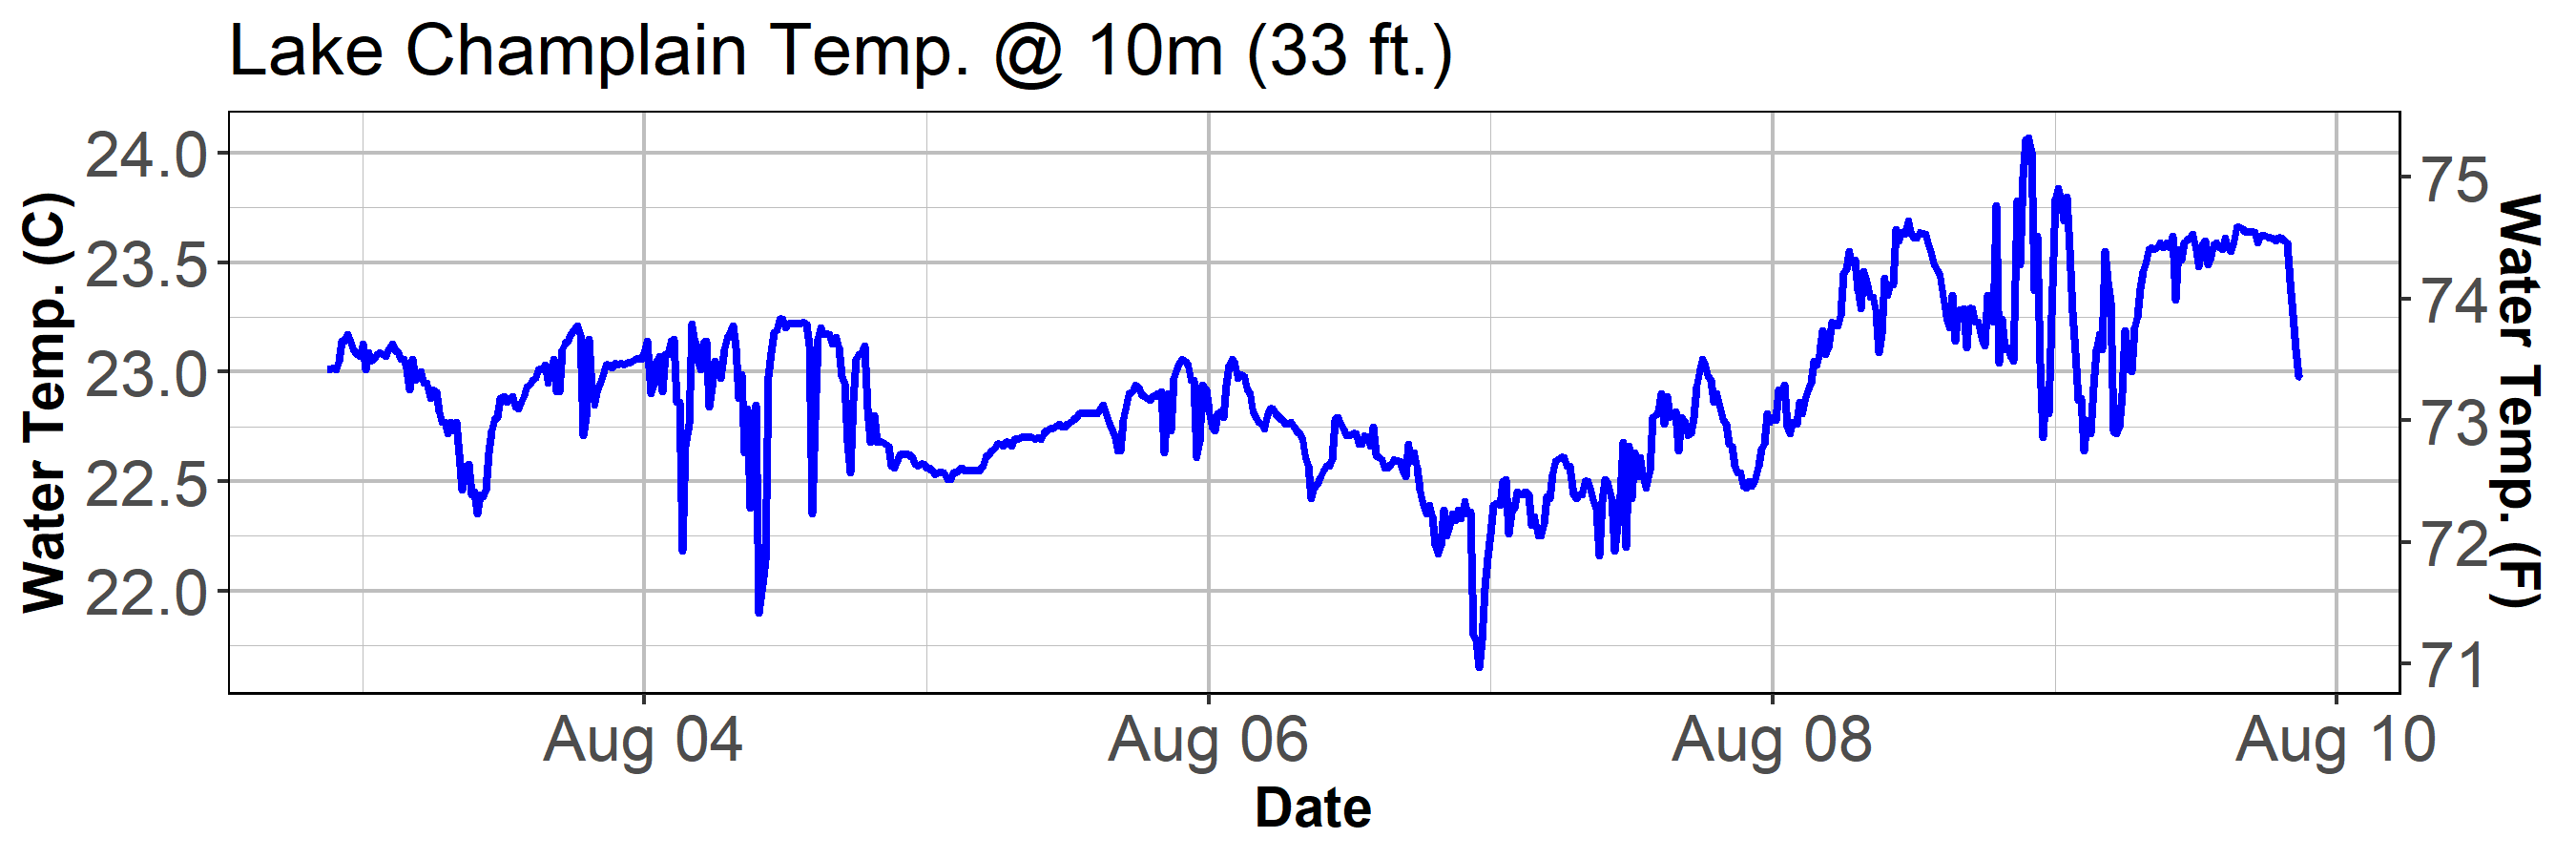 Lake Champlain Temp. @ 10m (33 ft.)
Water Temp. (C)
24.0
23.5
23.0
22.5
22.0
75
74
73
72
71
Water Temp. (F)
Aug 04
Aug 06
Aug 08
Aug 10
Date